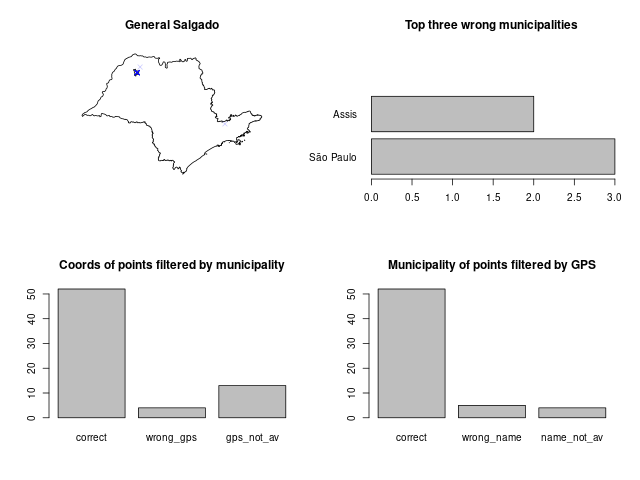 General Salgado
Top three wrong municipalities
Assis
São Paulo
0.0 0.5 1.0 1.5 2.0 2.5 3.0
Coords of points filtered by municipality
50
40
30
20
10
0
correct wrong_gps gps_not_av
Municipality of points filtered by GPS
50
40
30
20
10
0
correct wrong_name name_not_av